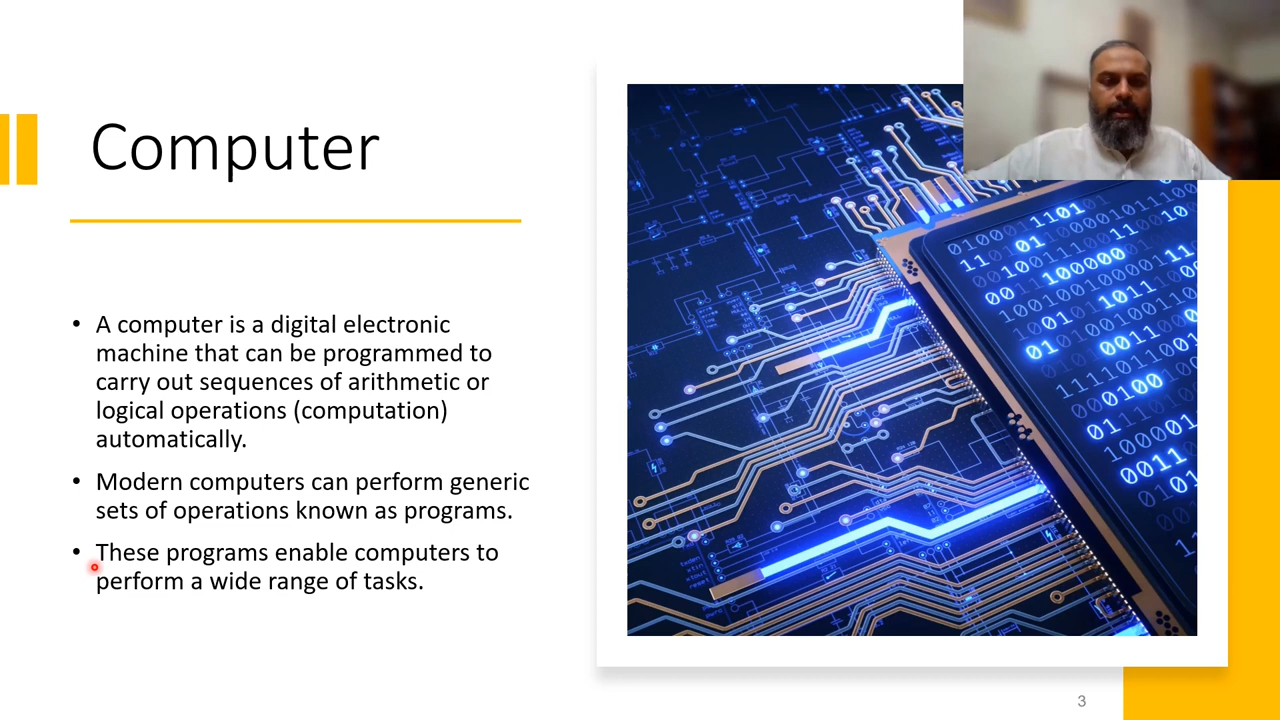 Computer
• A computer is a digital electronic
machine that can be programmed to
carry out sequences of arithmetic or
logical operations (computation)
automatically.
• Modern computers can perform generic
sets of operations known as programs.
• These programs enable computers to
perform a wide range of tasks.
3